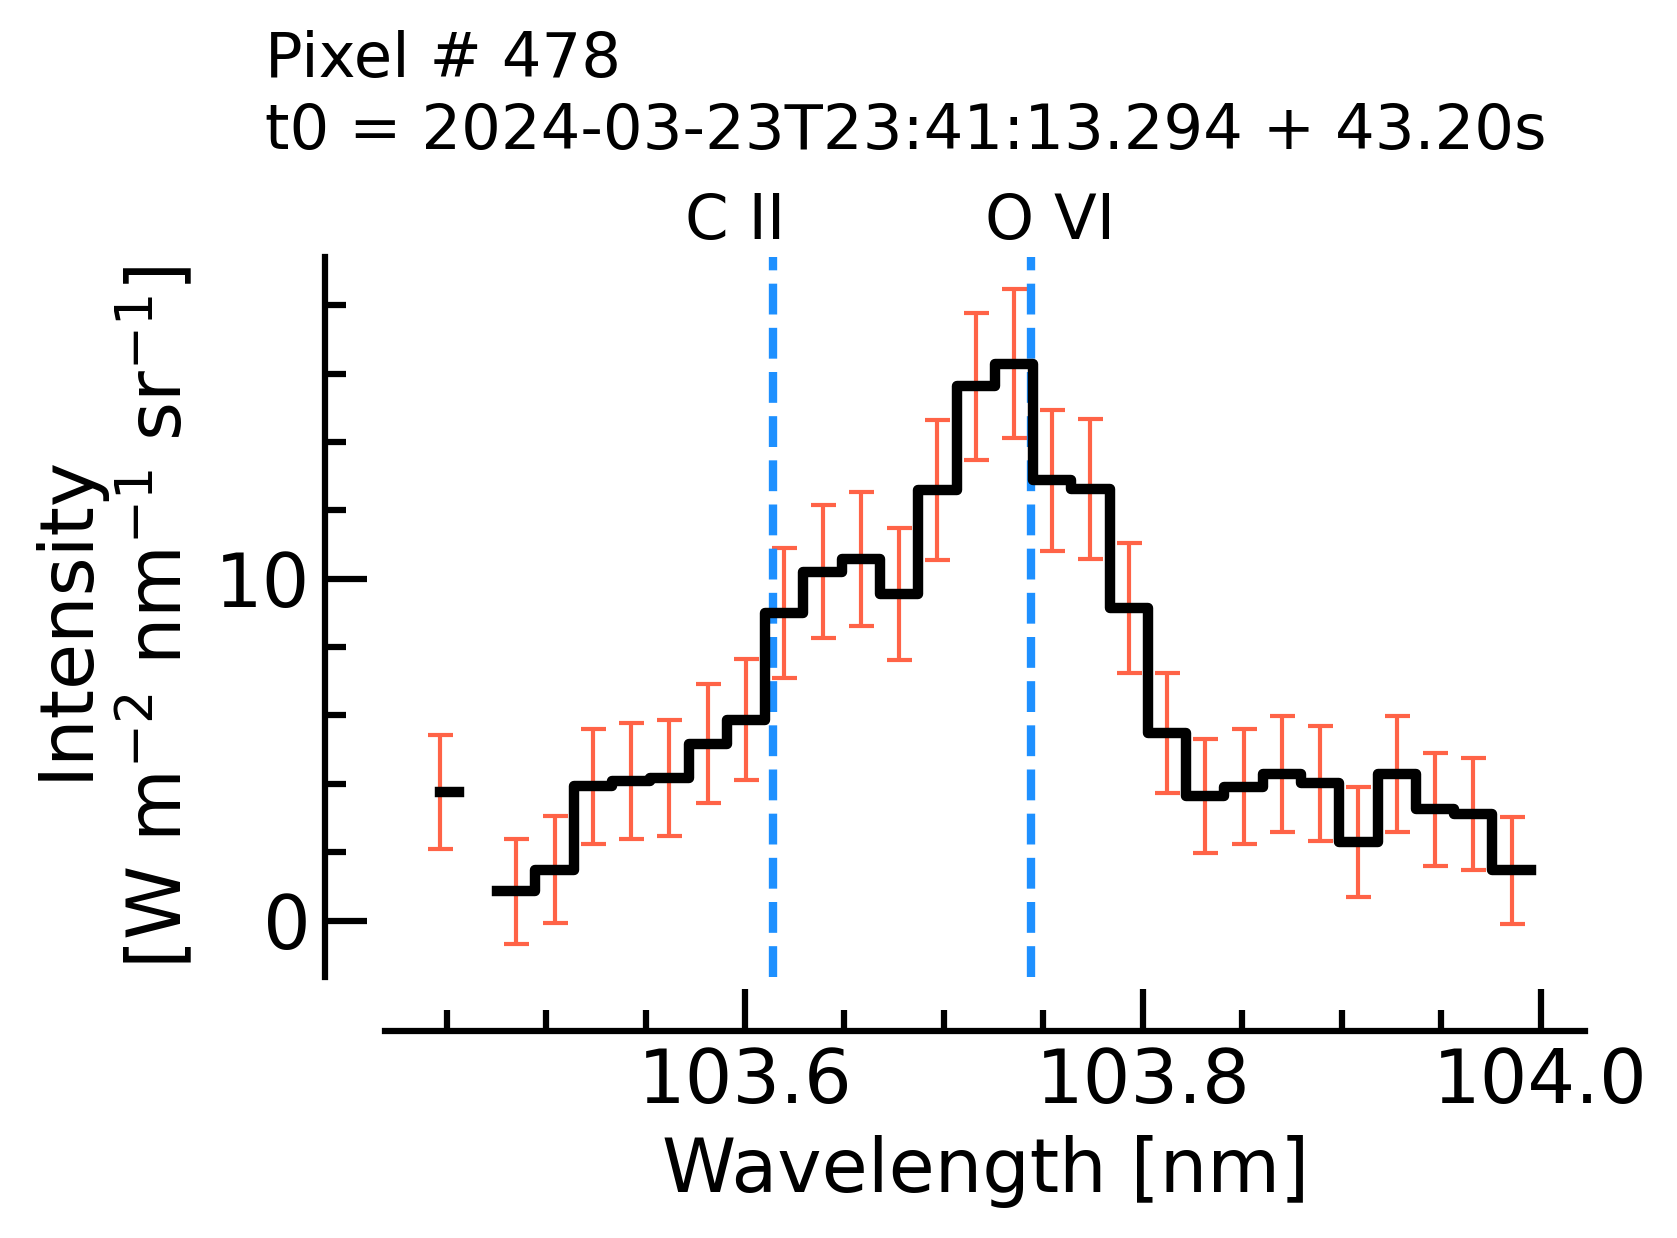 Pixel # 478
t0 = 2024-03-23T23:41:13.294 + 43.20s
C II
O VI
Intensity
[W m⁻² nm⁻¹ sr⁻¹]
10
0
103.6
103.8
104.0
Wavelength [nm]